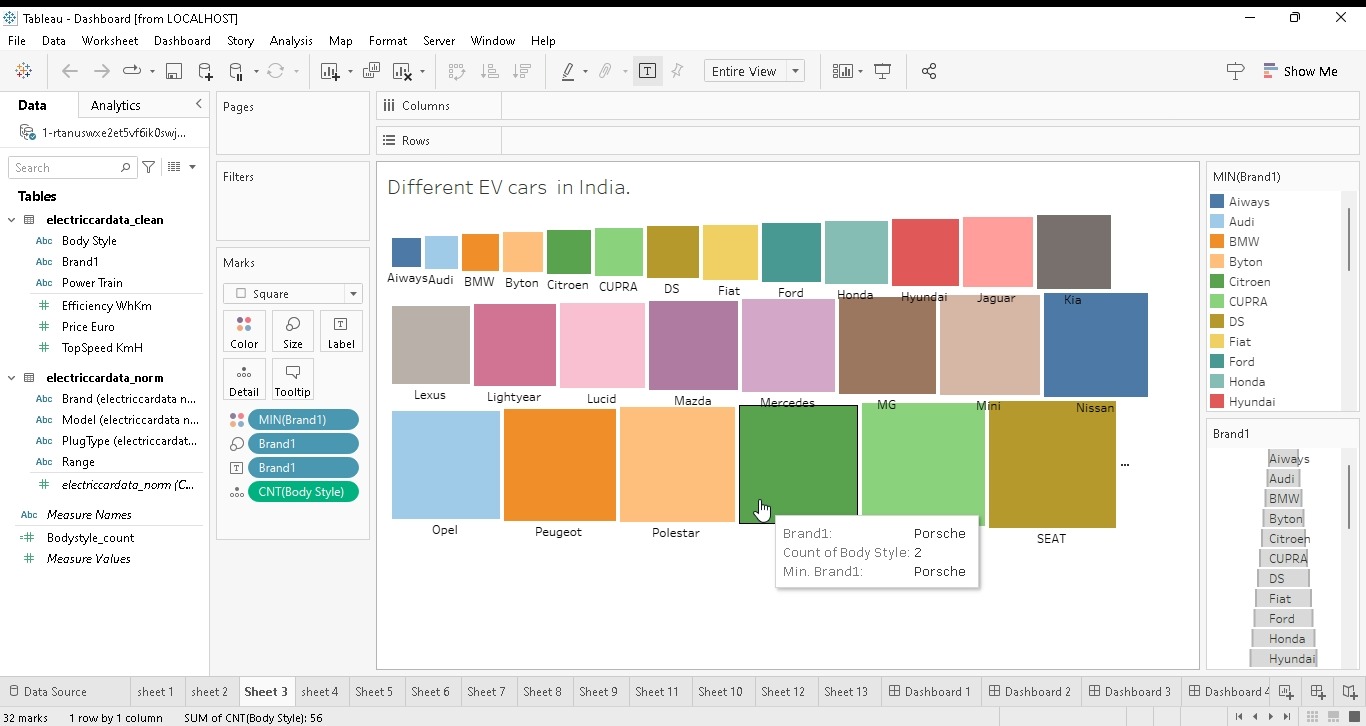 Tableau - Dashboard [from LOCALHOST]
File Data Worksheet Dashboard Story Analysis Map Format Server Window Help
Entire View
Show Me
Data Analytics
1-rtanuswxe2et5vf6ik0swj...
Search
Tables
electriccardata_clean
Abc Body Style
Abc Brand1
Abc Power Train
# Efficiency WhKm
# Price Euro
# TopSpeed KmH
electriccardata_norm
Abc Brand (electriccardata n...
Abc Model (electriccardata n...
Abc PlugType (electriccardat...
Abc Range
# electriccardata_norm (C...
Abc Measure Names
=# Bodystyle_count
# Measure Values
Pages
Filters
Marks
Square
Color Size Label
Detail Tooltip
MIN(Brand1)
Brand1
Brand1
CNT(Body Style)
Columns
Rows
Different EV cars in India.
Aiways Audi BMW Byton Citroen CUPRA DS Fiat Ford Honda Hyundai Jaguar Kia
Lexus Lightyear Lucid Mazda Mercedes MG Mini Nissan
...
Opel Peugeot Polestar SEAT
Brand1: Porsche
Count of Body Style: 2
Min. Brand1: Porsche
MIN(Brand1)
Aiways
Audi
BMW
Byton
Citroen
CUPRA
DS
Fiat
Ford
Honda
Hyundai
Brand1
Aiways
Audi
BMW
Byton
Citroen
CUPRA
DS
Fiat
Ford
Honda
Hyundai
Data Source sheet 1 sheet 2 Sheet 3 sheet 4 Sheet 5 Sheet 6 Sheet 7 Sheet 8 Sheet 9 Sheet 11 Sheet 10 Sheet 12 Sheet 13 Dashboard 1 Dashboard 2 Dashboard 3 Dashboard 4
32 marks 1 row by 1 column SUM of CNT(Body Style): 56